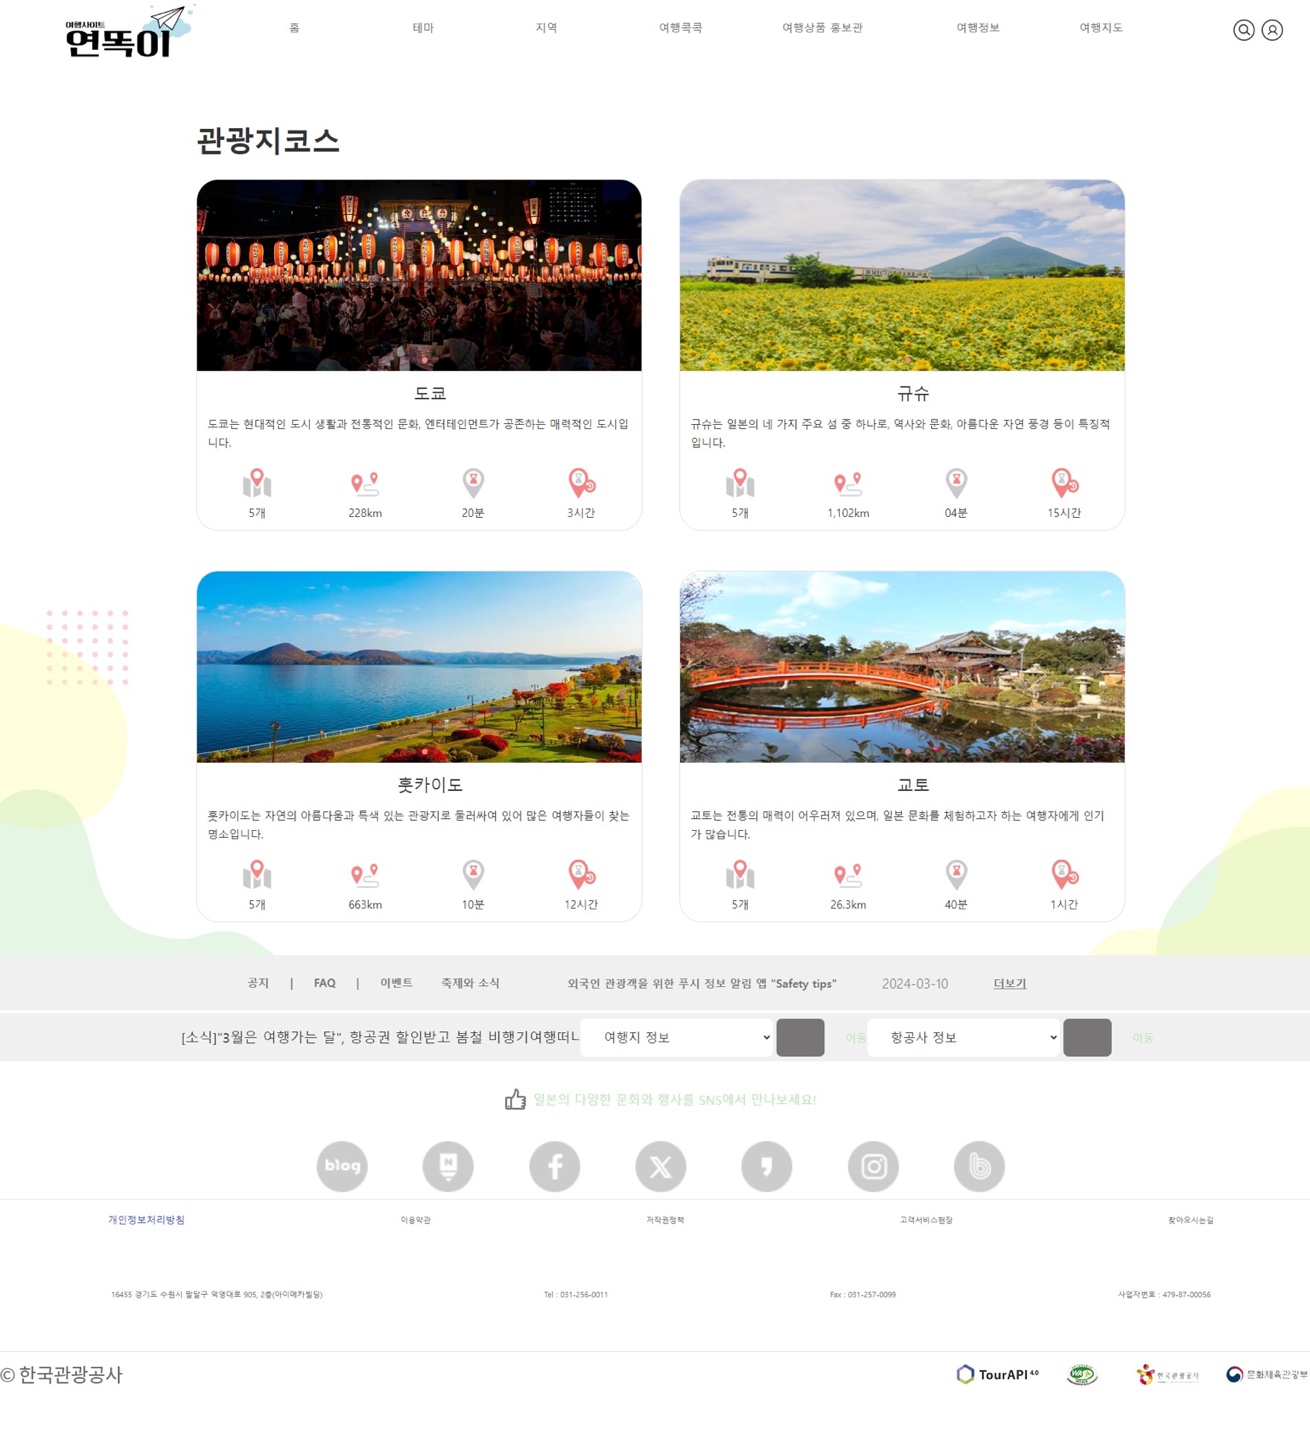 여행사이트
연똑이
홈
테마
지역
여행콕콕
여행상품 홍보관
여행정보
여행지도
관광지코스
도쿄
도쿄는 현대적인 도시 생활과 전통적인 문화, 엔터테인먼트가 공존하는 매력적인 도시입
니다.
5개
228km
20분
3시간
규슈
규슈는 일본의 네 가지 주요 섬 중 하나로, 역사와 문화, 아름다운 자연 풍경 등이 특징적
입니다.
5개
1,102km
04분
15시간
홋카이도
홋카이도는 자연의 아름다움과 특색 있는 관광지로 둘러싸여 있어 많은 여행자들이 찾는
명소입니다.
5개
663km
10분
12시간
교토
교토는 전통의 매력이 어우러져 있으며, 일본 문화를 체험하고자 하는 여행자에게 인기
가 많습니다.
5개
26.3km
40분
1시간
공지 | FAQ | 이벤트 축제와 소식
외국인 관광객을 위한 푸시 정보 알림 앱 "Safety tips"
2024-03-10
더보기
[소식]"3월은 여행가는 달", 항공권 할인받고 봄철 비행기여행떠나
여행지 정보
이동
항공사 정보
이동
일본의 다양한 문화와 행사를 SNS에서 만나보세요!
blog
개인정보처리방침
이용약관
저작권정책
고객서비스헌장
찾아오시는길
16455 경기도 수원시 팔달구 덕영대로 905, 2층(아이메카빌딩)
Tel : 031-256-0011
Fax : 031-257-0099
사업자번호 : 479-87-00056
© 한국관광공사
TourAPI 4.0
한국관광공사
문화체육관광부